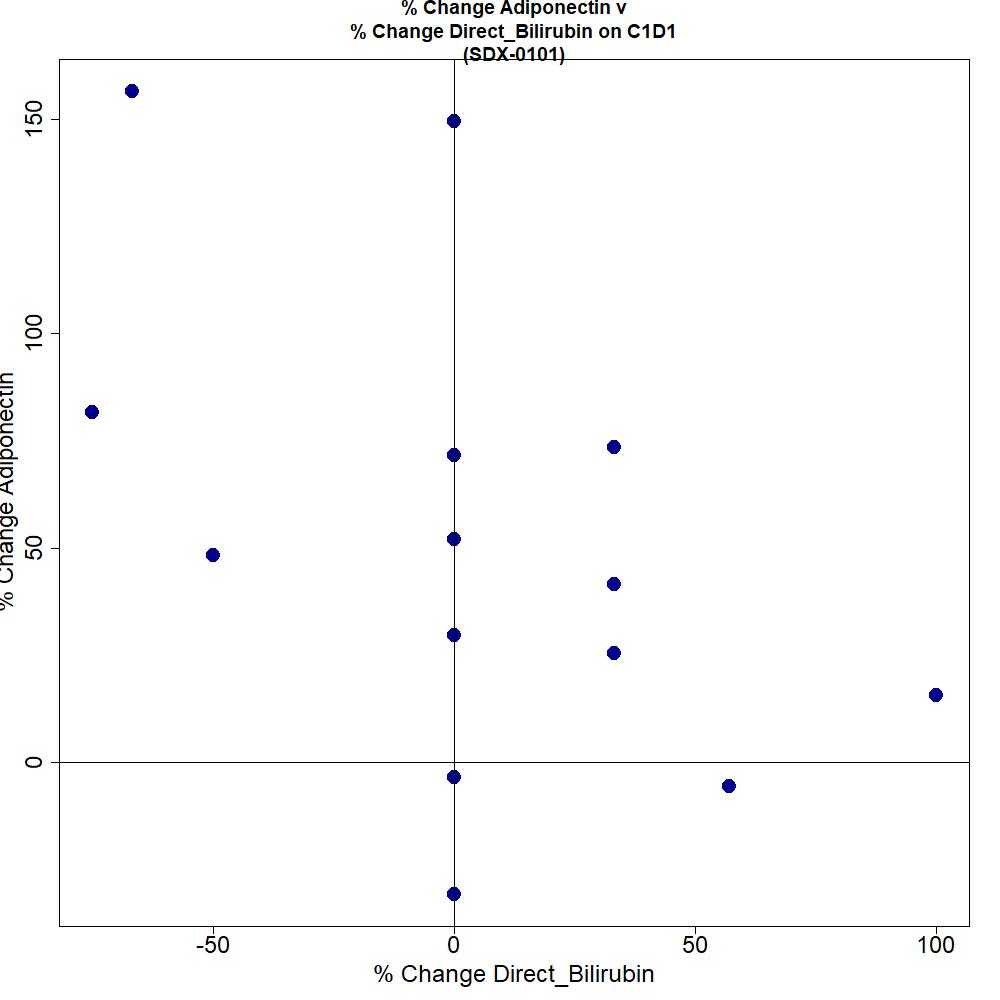 % Change Adiponectin v
% Change Direct_Bilirubin on C1D1
(SDX-0101)
% Change Adiponectin
150
100
50
0
-50
0
50
100
% Change Direct_Bilirubin